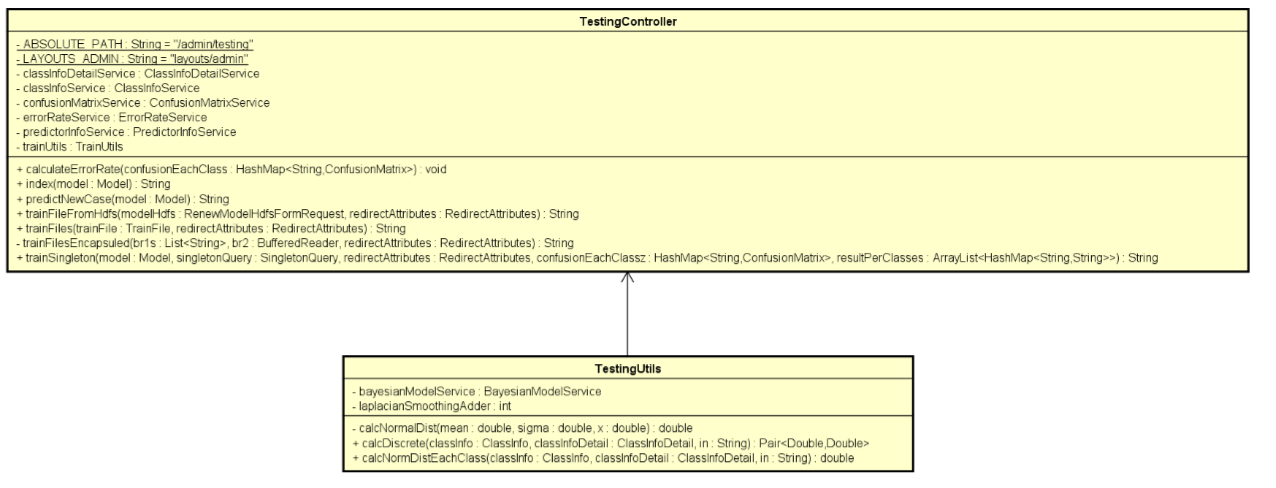 TestingController
- ABSOLUTE_PATH : String = "/admin/testing"
- LAYOUTS_ADMIN : String = "layouts/admin"
- classInfoDetailService : ClassInfoDetailService
- classInfoService : ClassInfoService
- confusionMatrixService : ConfusionMatrixService
- errorRateService : ErrorRateService
- predictorInfoService : PredictorInfoService
- trainUtils : TrainUtils
+ calculateErrorRate(confusionEachClass : HashMap<String,ConfusionMatrix>) : void
+ index(model : Model) : String
+ predictNewCase(model : Model) : String
+ trainFileFromHdfs(modelHdfs : RenewModelHdfsFormRequest, redirectAttributes : RedirectAttributes) : String
+ trainFiles(trainFile : TrainFile, redirectAttributes : RedirectAttributes) : String
- trainFilesEncapsuled(br1s : List<String>, br2 : BufferedReader, redirectAttributes : RedirectAttributes) : String
+ trainSingleton(model : Model, singletonQuery : SingletonQuery, redirectAttributes : RedirectAttributes, confusionEachClassz : HashMap<String,ConfusionMatrix>, resultPerClasses : ArrayList<HashMap<String,String>>) : String
TestingUtils
- bayesianModelService : BayesianModelService
- laplacianSmoothingAdder : int
- calcNormalDist(mean : double, sigma : double, x : double) : double
+ calcDiscrete(classInfo : ClassInfo, classInfoDetail : ClassInfoDetail, in : String) : Pair<Double,Double>
+ calcNormDistEachClass(classInfo : ClassInfo, classInfoDetail : ClassInfoDetail, in : String) : double